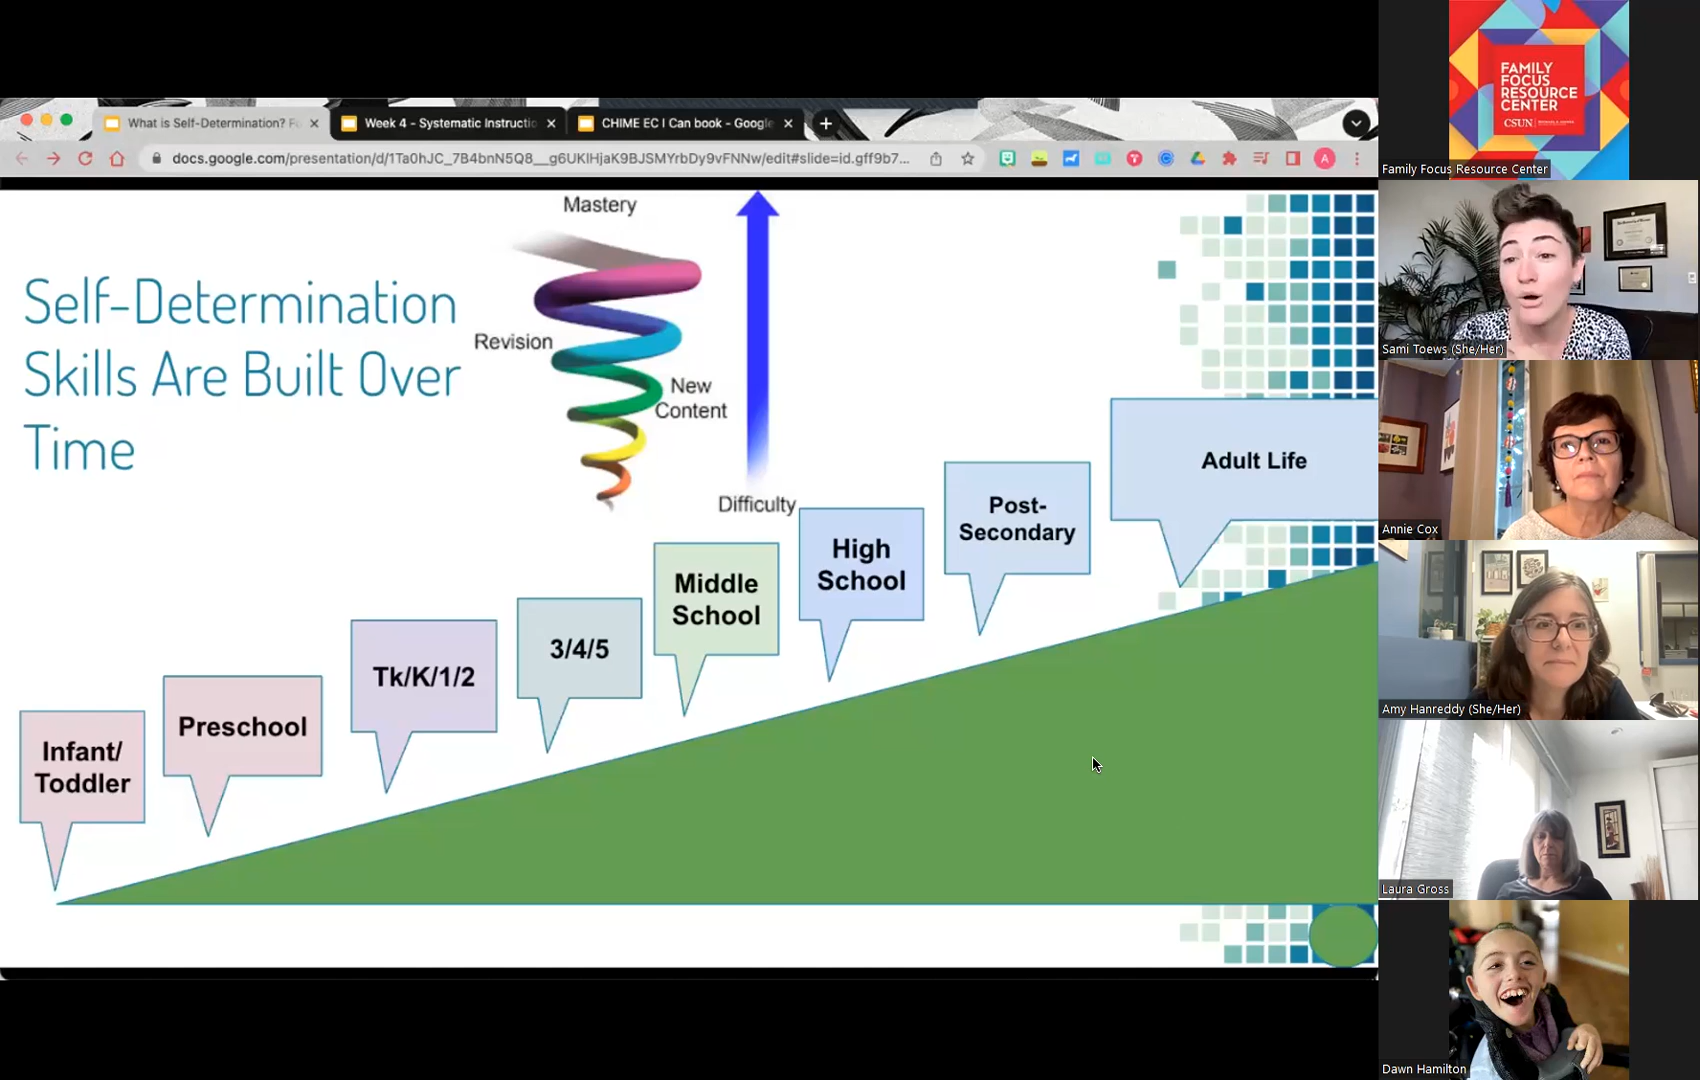 What is Self-Determination? F
Week 4 - Systematic Instructio
CHIME EC I Can book - Google
docs.google.com/presentation/d/1Ta0hJC_7B4bnN5Q8__g6UKlHjaK9BJSMYrbDy9vFNNw/edit#slide=id.gff9b7...
A
Self-Determination
Skills Are Built Over
Time
Mastery
Revision
New
Content
Difficulty
Infant/
Toddler
Preschool
Tk/K/1/2
3/4/5
Middle
School
High
School
Post-
Secondary
Adult Life
FAMILY
FOCUS
RESOURCE
CENTER
CSUN
Family Focus Resource Center
Sami Toews (She/Her)
Annie Cox
Amy Hanreddy (She/Her)
Laura Gross
Dawn Hamilton